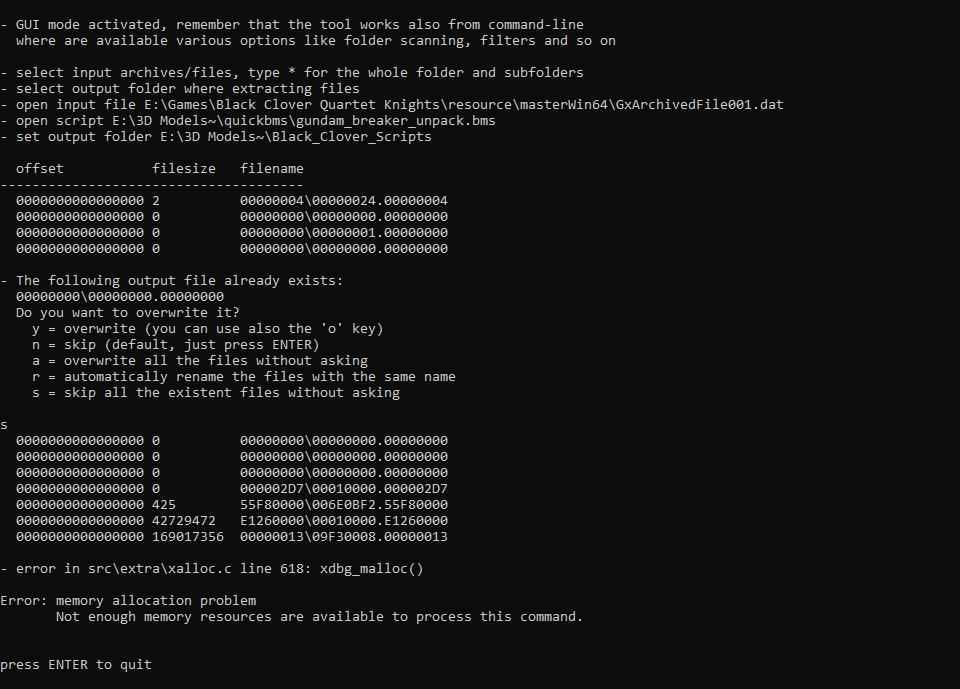 - GUI mode activated, remember that the tool works also from command-line
  where are available various options like folder scanning, filters and so on
- select input archives/files, type * for the whole folder and subfolders
- select output folder where extracting files
- open input file E:\Games\Black Clover Quartet Knights\resource\masterWin64\GxArchivedFile001.dat
- open script E:\3D Models~\quickbms\gundam_breaker_unpack.bms
- set output folder E:\3D Models~\Black_Clover_Scripts
  offset           filesize   filename
--------------------------------------
  0000000000000000 2          00000004\00000024.00000004
  0000000000000000 0          00000000\00000000.00000000
  0000000000000000 0          00000000\00000001.00000000
  0000000000000000 0          00000000\00000000.00000000
- The following output file already exists:
  00000000\00000000.00000000
  Do you want to overwrite it?
    y = overwrite (you can use also the 'o' key)
    n = skip (default, just press ENTER)
    a = overwrite all the files without asking
    r = automatically rename the files with the same name
    s = skip all the existent files without asking
s
  0000000000000000 0          00000000\00000000.00000000
  0000000000000000 0          00000000\00000000.00000000
  0000000000000000 0          00000000\00000000.00000000
  0000000000000000 0          000002D7\00010000.000002D7
  0000000000000000 425        55F80000\006E0BF2.55F80000
  0000000000000000 42729472   E1260000\00010000.E1260000
  0000000000000000 169017356  00000013\09F30008.00000013
- error in src\extra\xalloc.c line 618: xdbg_malloc()
Error: memory allocation problem
       Not enough memory resources are available to process this command.
press ENTER to quit